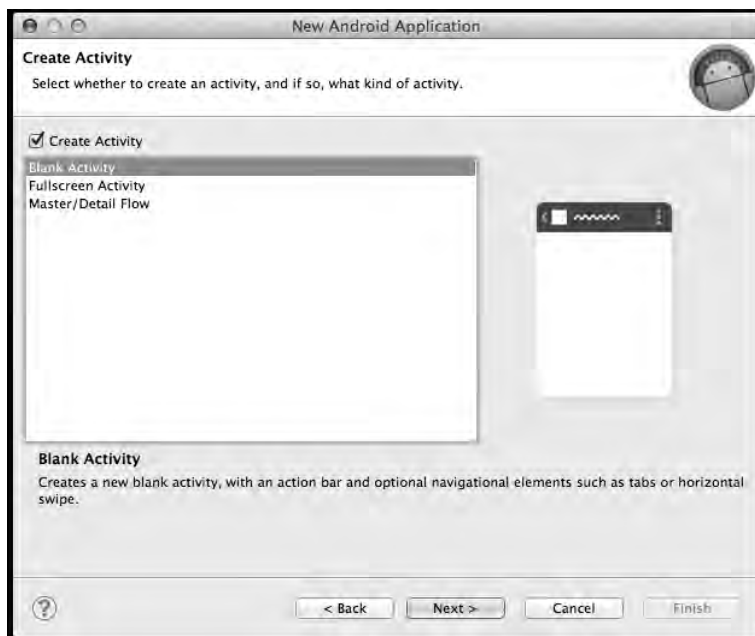 New Android Application
Create Activity
Select whether to create an activity, and if so, what kind of activity.
Create Activity
Blank Activity
Fullscreen Activity
Master/Detail Flow
Blank Activity
Creates a new blank activity, with an action bar and optional navigational elements such as tabs or horizontal
swipe.
?
< Back
Next >
Cancel
Finish